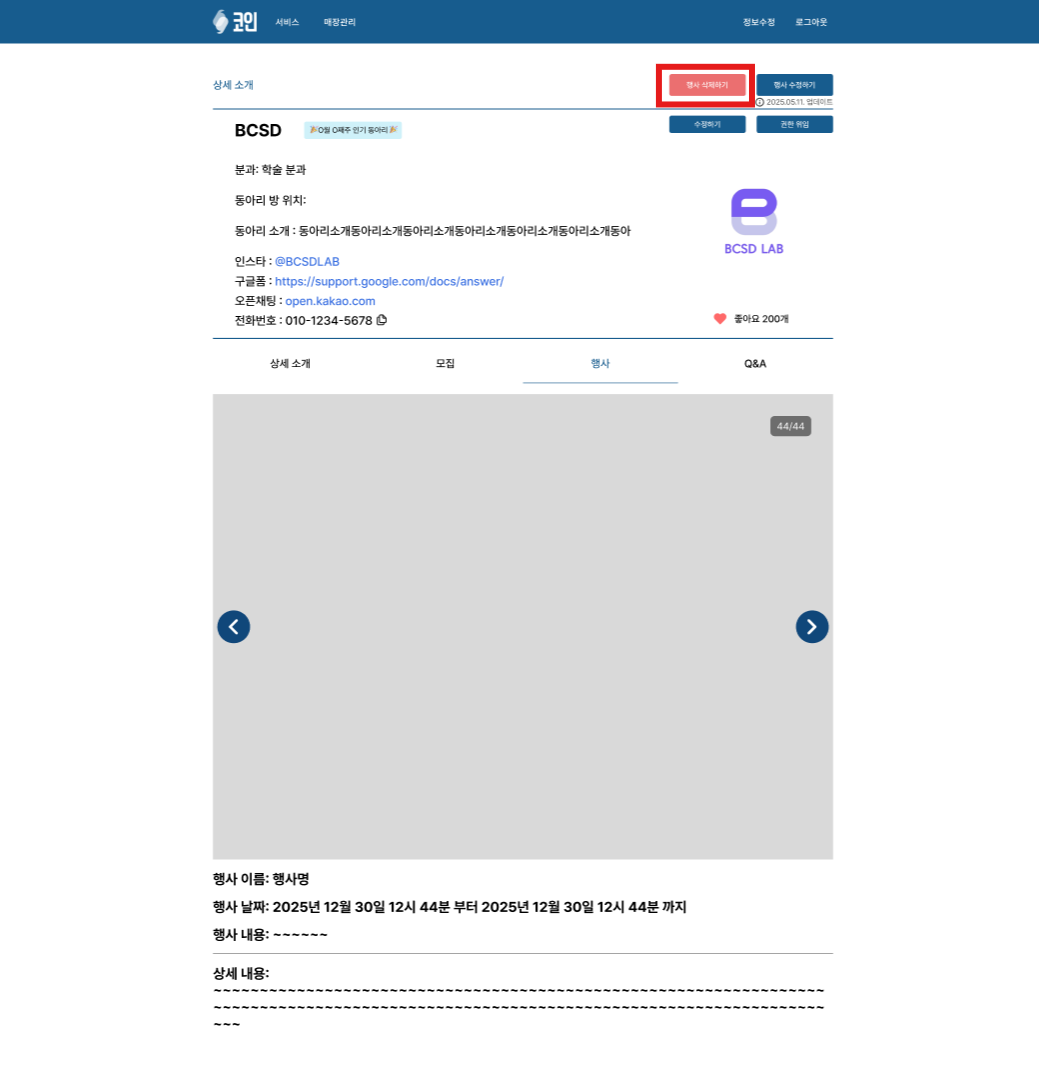 코인 서비스 매장관리 정보수정 로그아웃
상세 소개 행사 삭제하기 행사 수정하기
2025.05.11. 업데이트
BCSD 🎉O월 O째주 인기 동아리🎉 수정하기 권한 위임
분과: 학술 분과
동아리 방 위치:
동아리 소개 : 동아리소개동아리소개동아리소개동아리소개동아리소개동아리소개동아
BCSD LAB
인스타 : @BCSDLAB
구글폼 : https://support.google.com/docs/answer/
오픈채팅 : open.kakao.com
전화번호 : 010-1234-5678 좋아요 200개
상세 소개 모집 행사 Q&A
44/44
행사 이름: 행사명
행사 날짜: 2025년 12월 30일 12시 44분 부터 2025년 12월 30일 12시 44분 까지
행사 내용: ~~~~~~
상세 내용:
~~~~~~~~~~~~~~~~~~~~~~~~~~~~~~~~~~~~~~~~~~~~~~~~~~~~~~~~~~~~~~~~~~~~
~~~~~~~~~~~~~~~~~~~~~~~~~~~~~~~~~~~~~~~~~~~~~~~~~~~~~~~~~~~~~~~~~~~~
~~~